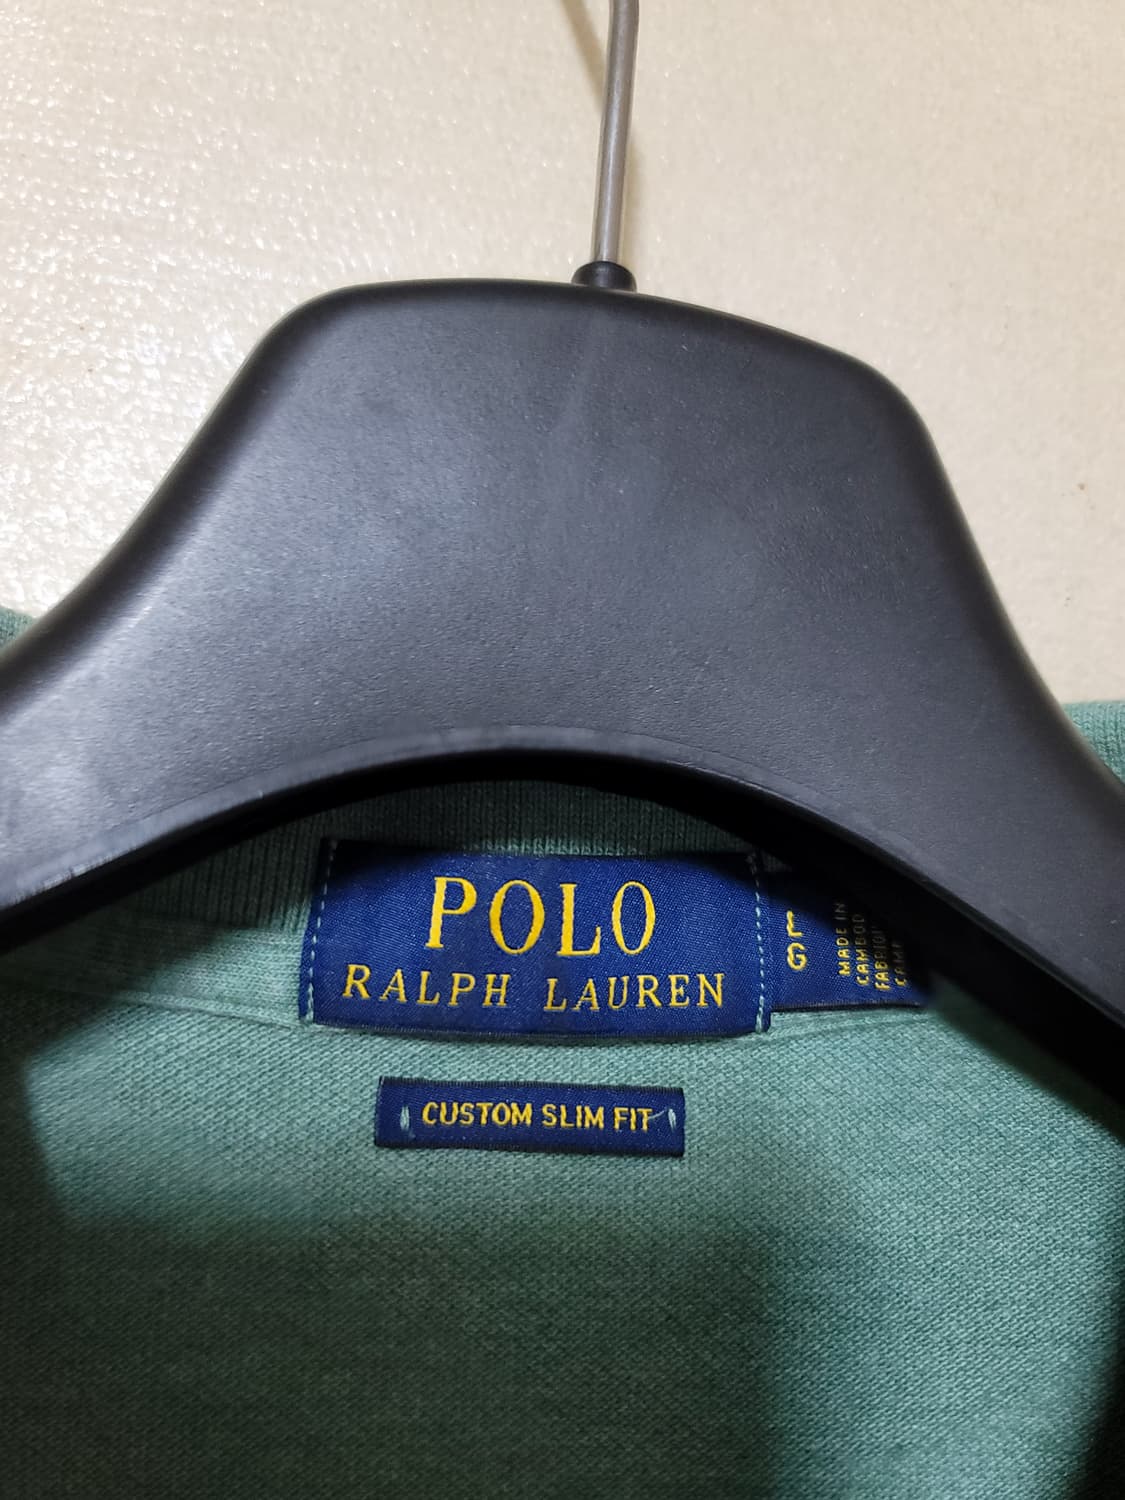 POLO
RALPH LAUREN
L
G
MADE IN
CUSTOM SLIM FIT